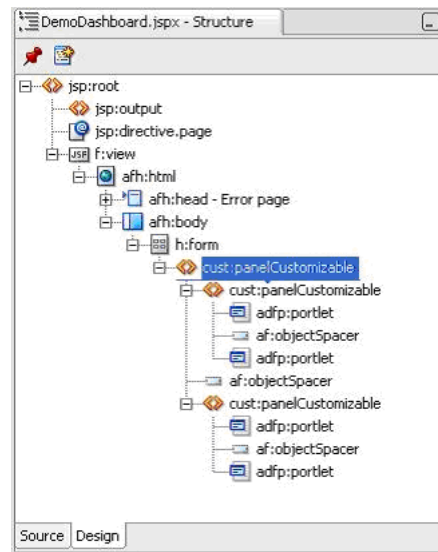 DemoDashboard.jspx - Structure
jsp:root
jsp:output
jsp:directive.page
JSF f:view
afh:html
afh:head - Error page
afh:body
h:form
cust:panelCustomizable
cust:panelCustomizable
adfp:portlet
af:objectSpacer
adfp:portlet
af:objectSpacer
cust:panelCustomizable
adfp:portlet
af:objectSpacer
adfp:portlet
Source Design